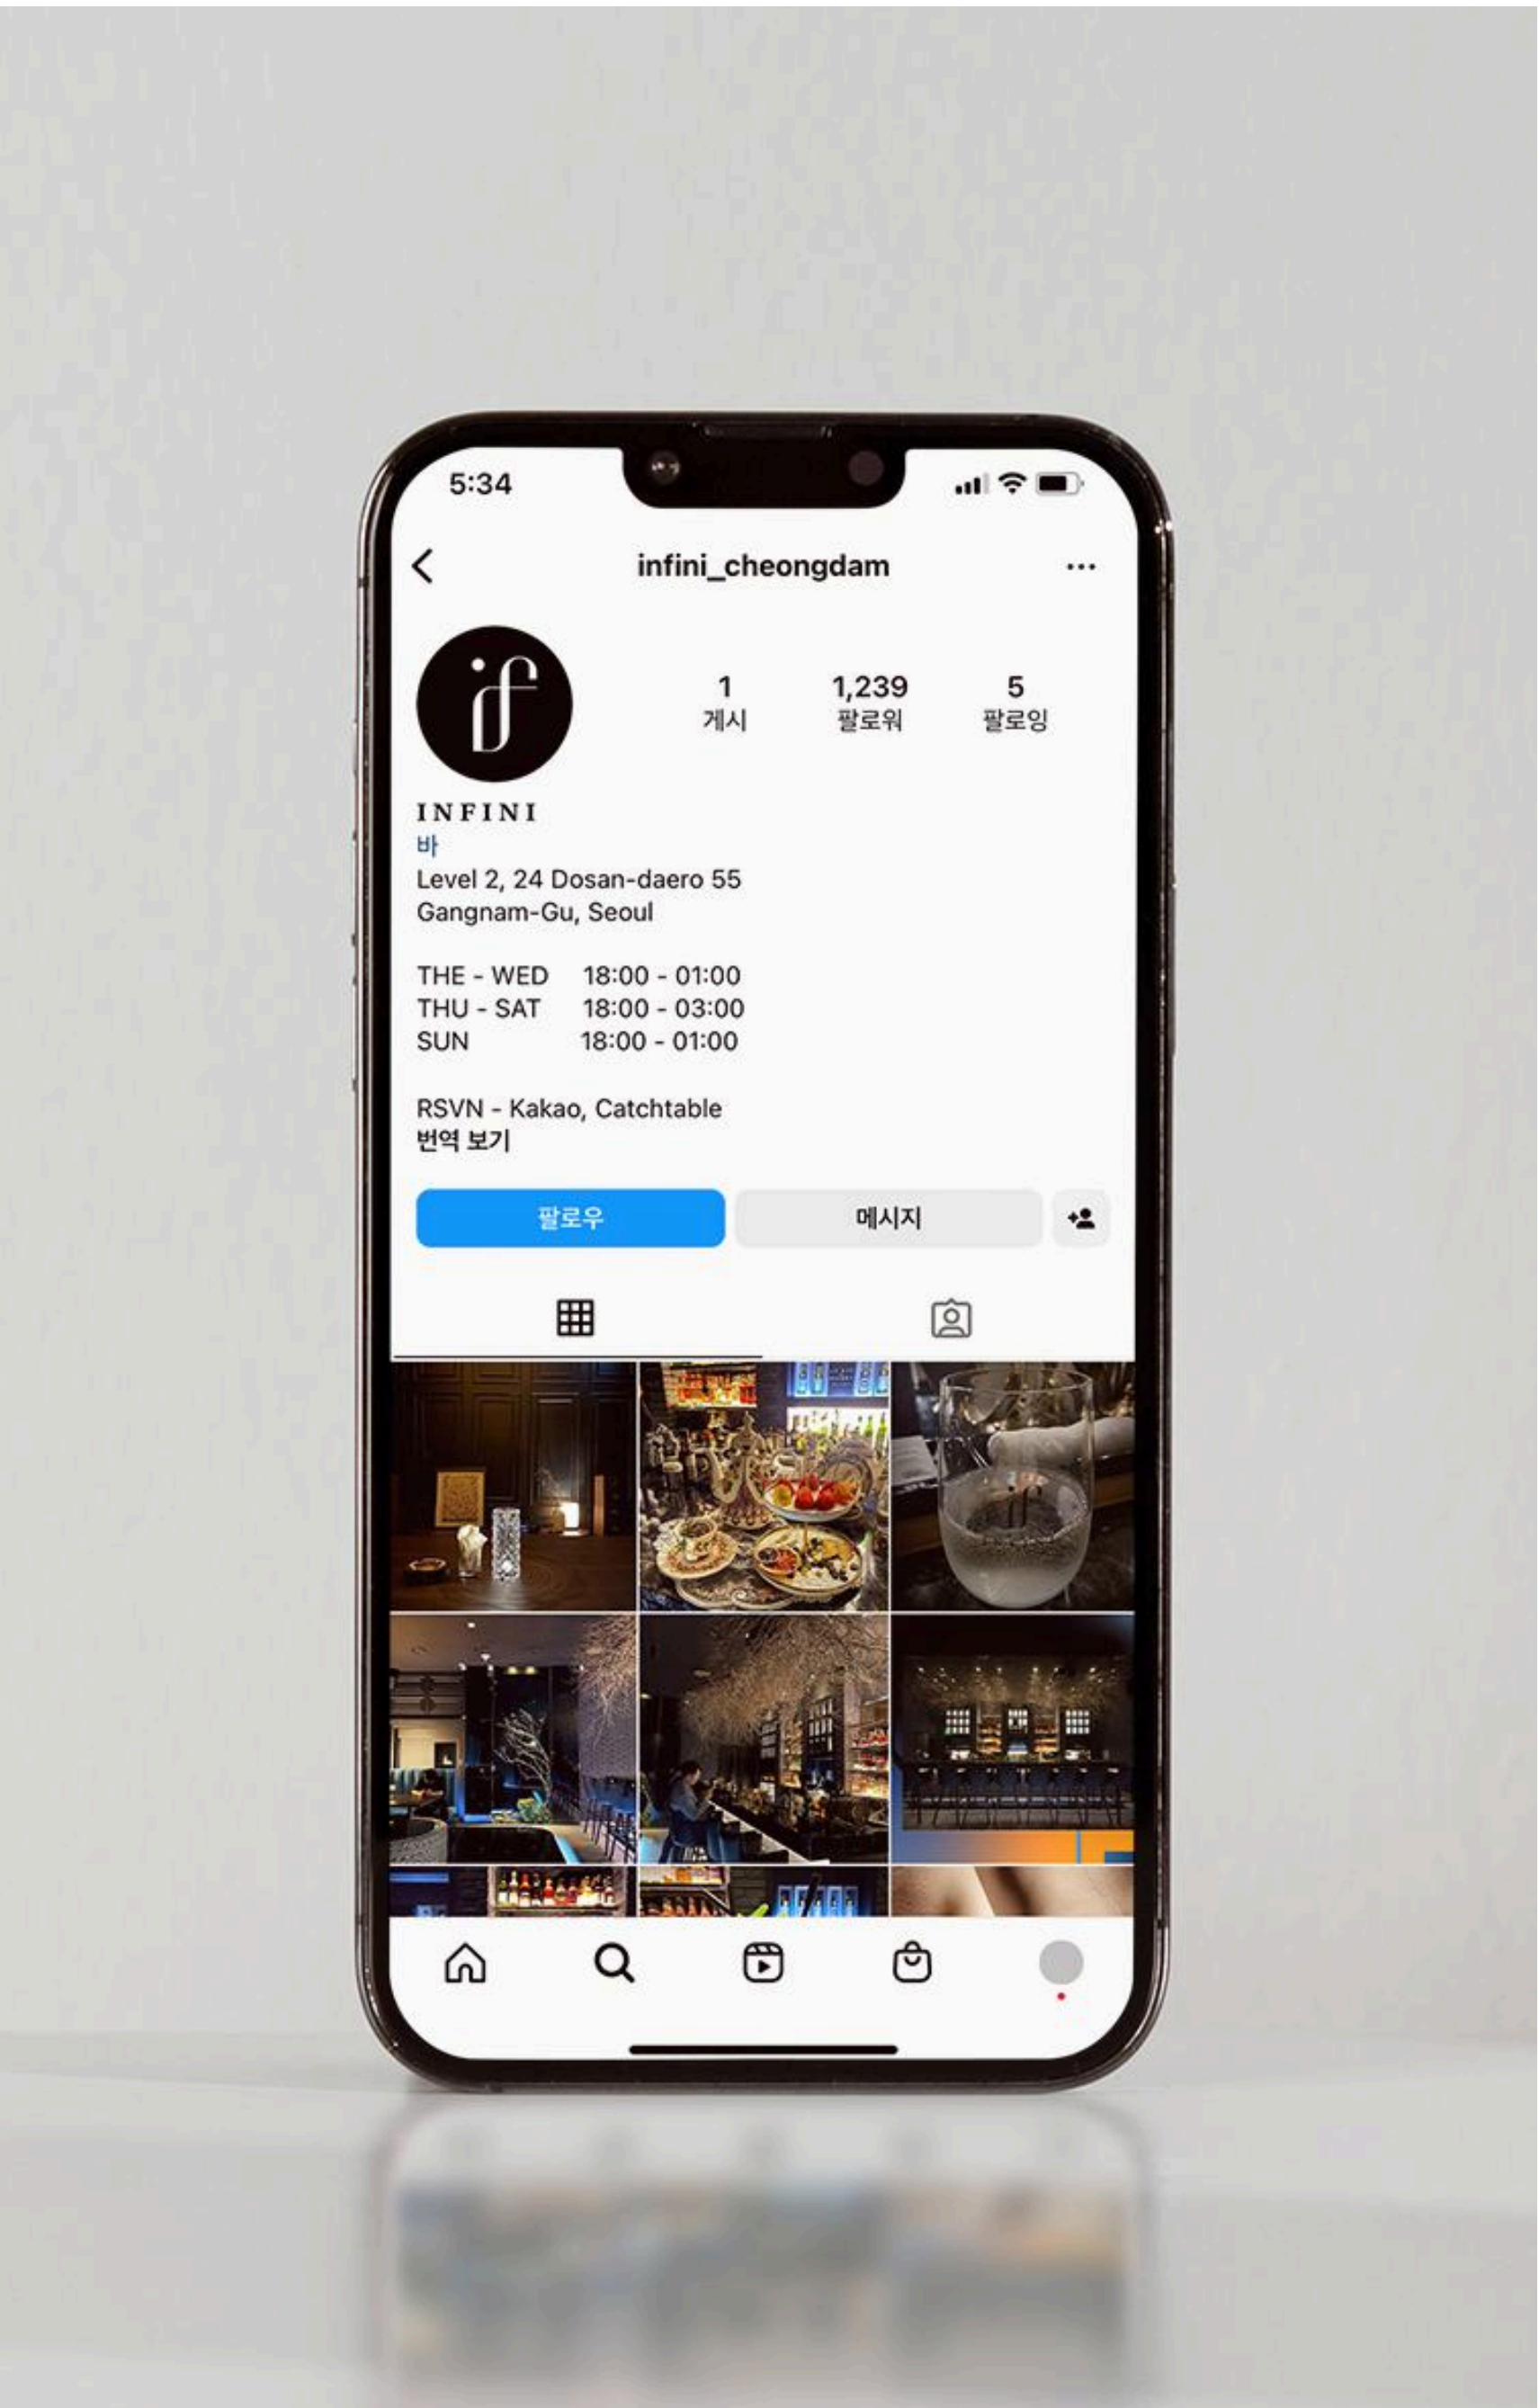 5:34
infini_cheongdam
if
1 1,239 5
게시 팔로워 팔로잉
INFINI
바
Level 2, 24 Dosan-daero 55
Gangnam-Gu, Seoul
THE - WED 18:00 - 01:00
THU - SAT 18:00 - 03:00
SUN 18:00 - 01:00
RSVN - Kakao, Catchtable
번역 보기
팔로우 메시지
if